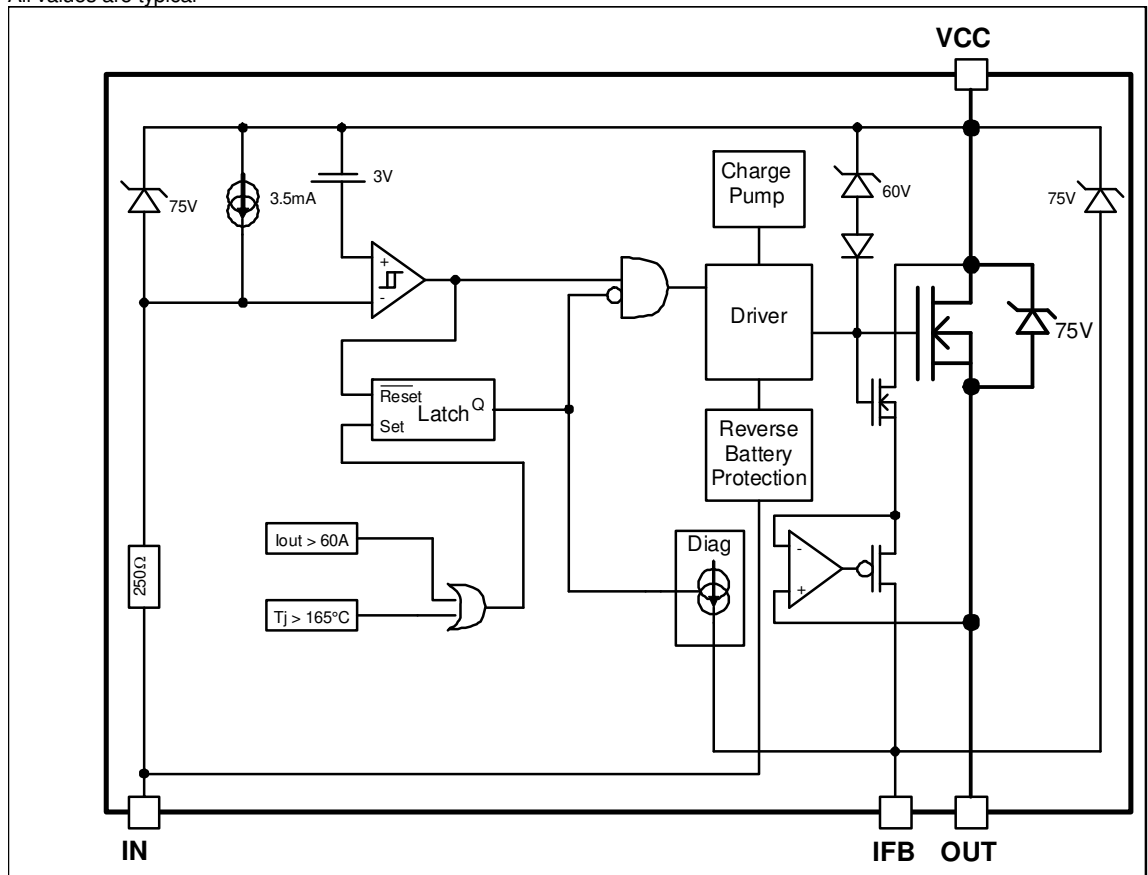 All values are typical
VCC
75V
3.5mA
3V
Charge
Pump
60V
75V
+
-
Driver
75V
Reset
Latch
Q
Set
Reverse
Battery
Protection
Iout > 60A
Tj > 165°C
250Ω
Diag
-
+
IN
IFB
OUT